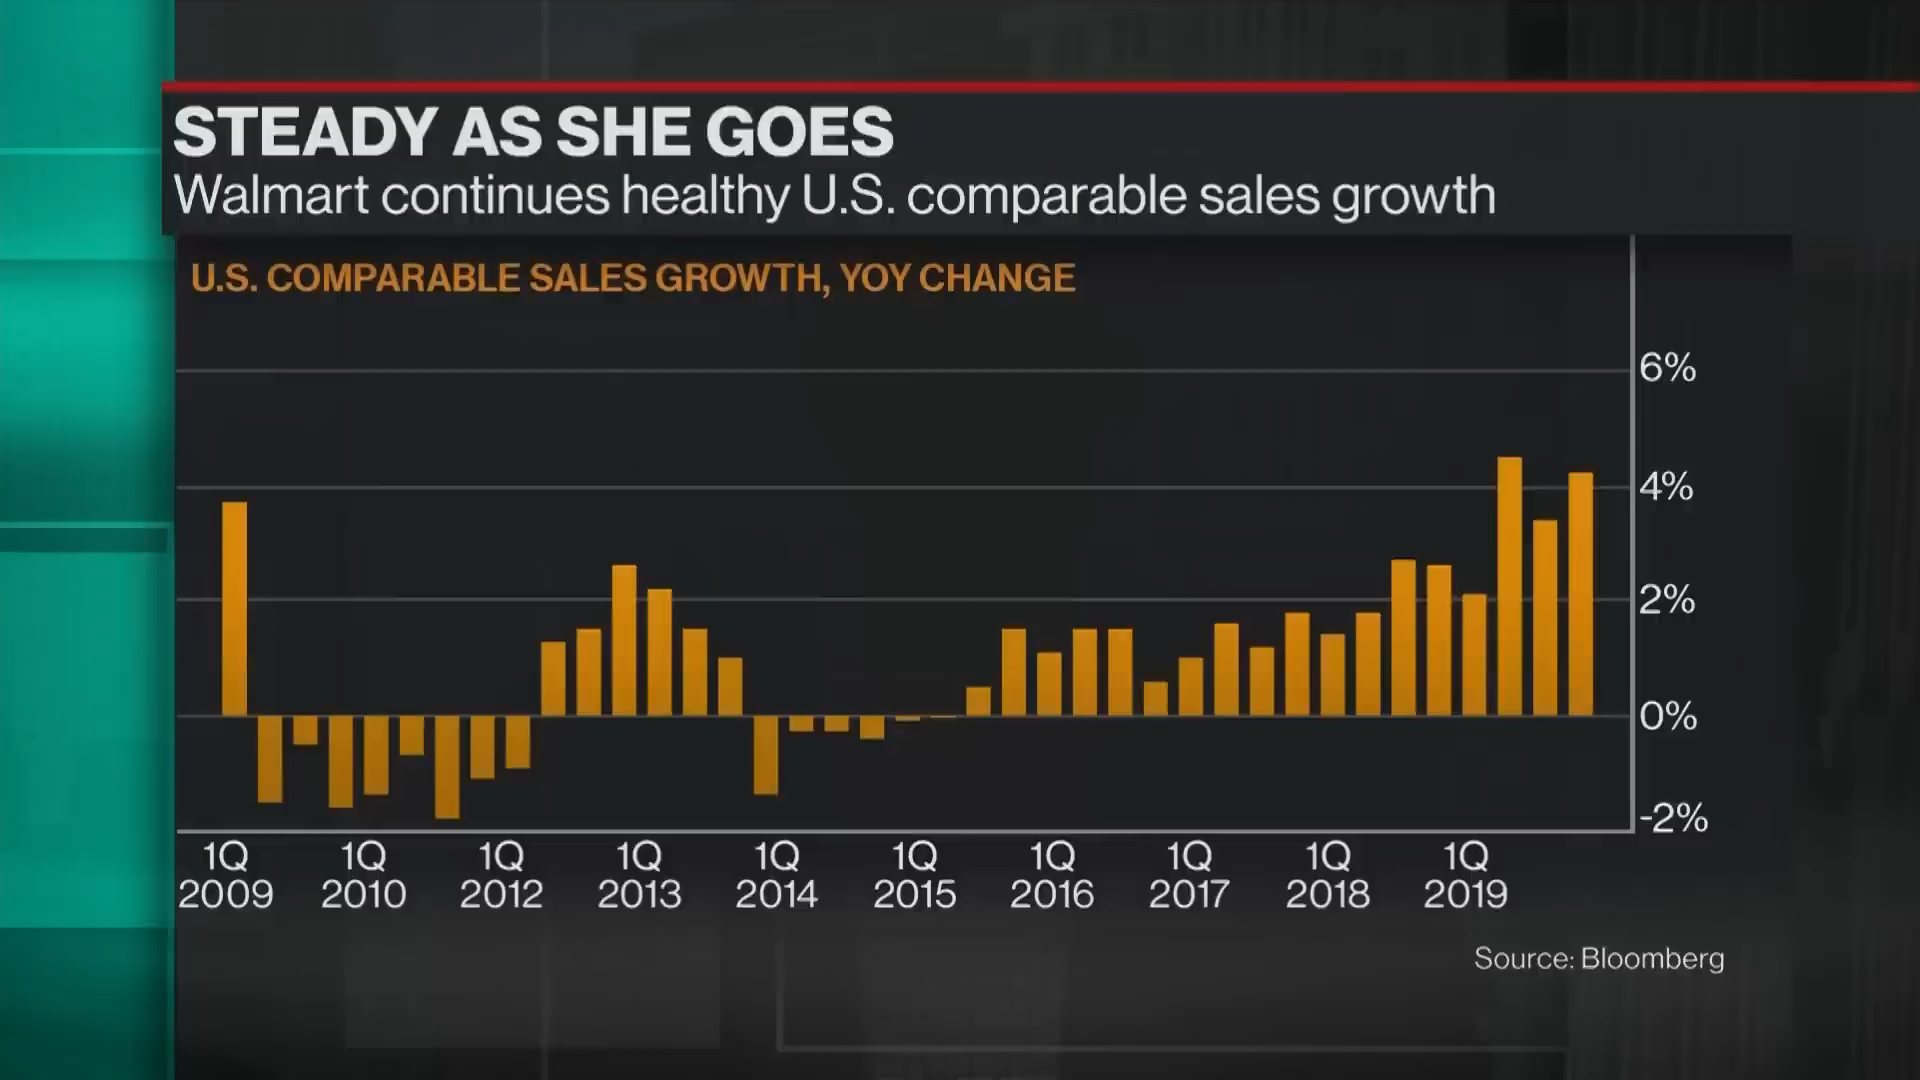 STEADY AS SHE GOES
Walmart continues healthy U.S. comparable sales growth
U.S. COMPARABLE SALES GROWTH, YOY CHANGE
6%
4%
2%
0%
-2%
1Q 1Q 1Q 1Q 1Q 1Q 1Q 1Q 1Q 1Q
2009 2010 2012 2013 2014 2015 2016 2017 2018 2019
Source: Bloomberg